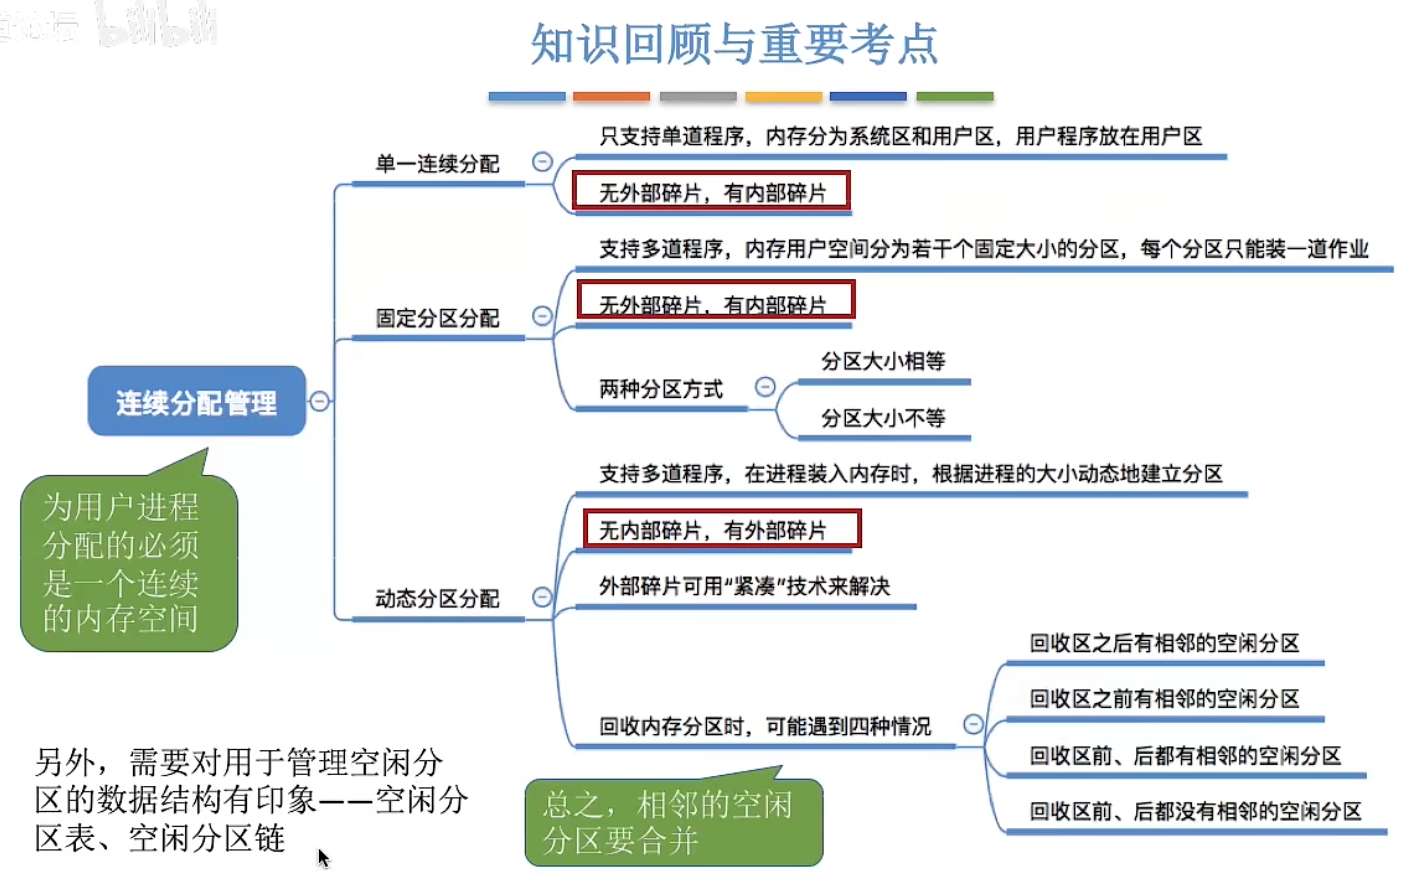 bilibili
知识回顾与重要考点
只支持单道程序，内存分为系统区和用户区，用户程序放在用户区
单一连续分配
无外部碎片，有内部碎片
支持多道程序，内存用户空间分为若干个固定大小的分区，每个分区只能装一道作业
固定分区分配
无外部碎片，有内部碎片
两种分区方式
分区大小相等
分区大小不等
连续分配管理
为用户进程
分配的必须
是一个连续
的内存空间
支持多道程序，在进程装入内存时，根据进程的大小动态地建立分区
无内部碎片，有外部碎片
动态分区分配
外部碎片可用“紧凑”技术来解决
回收内存分区时，可能遇到四种情况
回收区之后有相邻的空闲分区
回收区之前有相邻的空闲分区
回收区前、后都有相邻的空闲分区
回收区前、后都没有相邻的空闲分区
总之，相邻的空闲
分区要合并
另外，需要对用于管理空闲分
区的数据结构有印象——空闲分
区表、空闲分区链